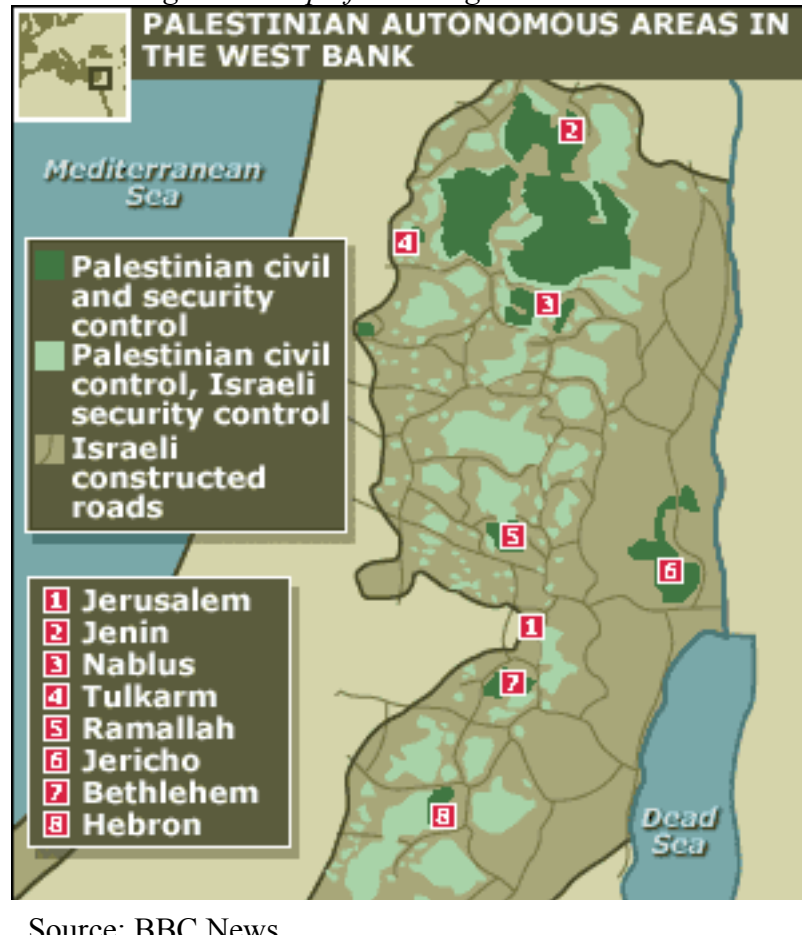 PALESTINIAN AUTONOMOUS AREAS IN
THE WEST BANK
Mediterranean
Sea
Palestinian civil
and security
control
Palestinian civil
control, Israeli
security control
Israeli
constructed
roads
1 Jerusalem
2 Jenin
3 Nablus
4 Tulkarm
5 Ramallah
6 Jericho
7 Bethlehem
8 Hebron
2
4
3
5
6
1
7
8
Dead
Sea
Source: BBC News